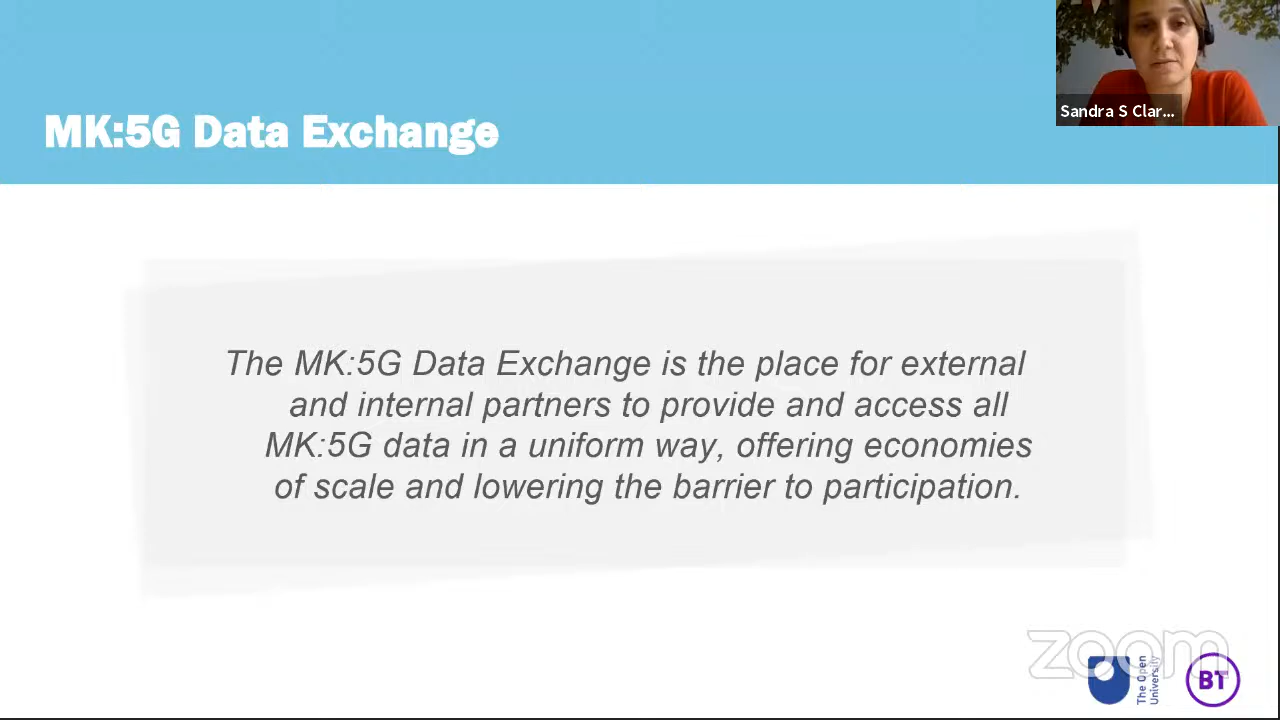 MK:5G Data Exchange
Sandra S Clar...
The MK:5G Data Exchange is the place for external
and internal partners to provide and access all
MK:5G data in a uniform way, offering economies
of scale and lowering the barrier to participation.
zoom
The Open
University
BT